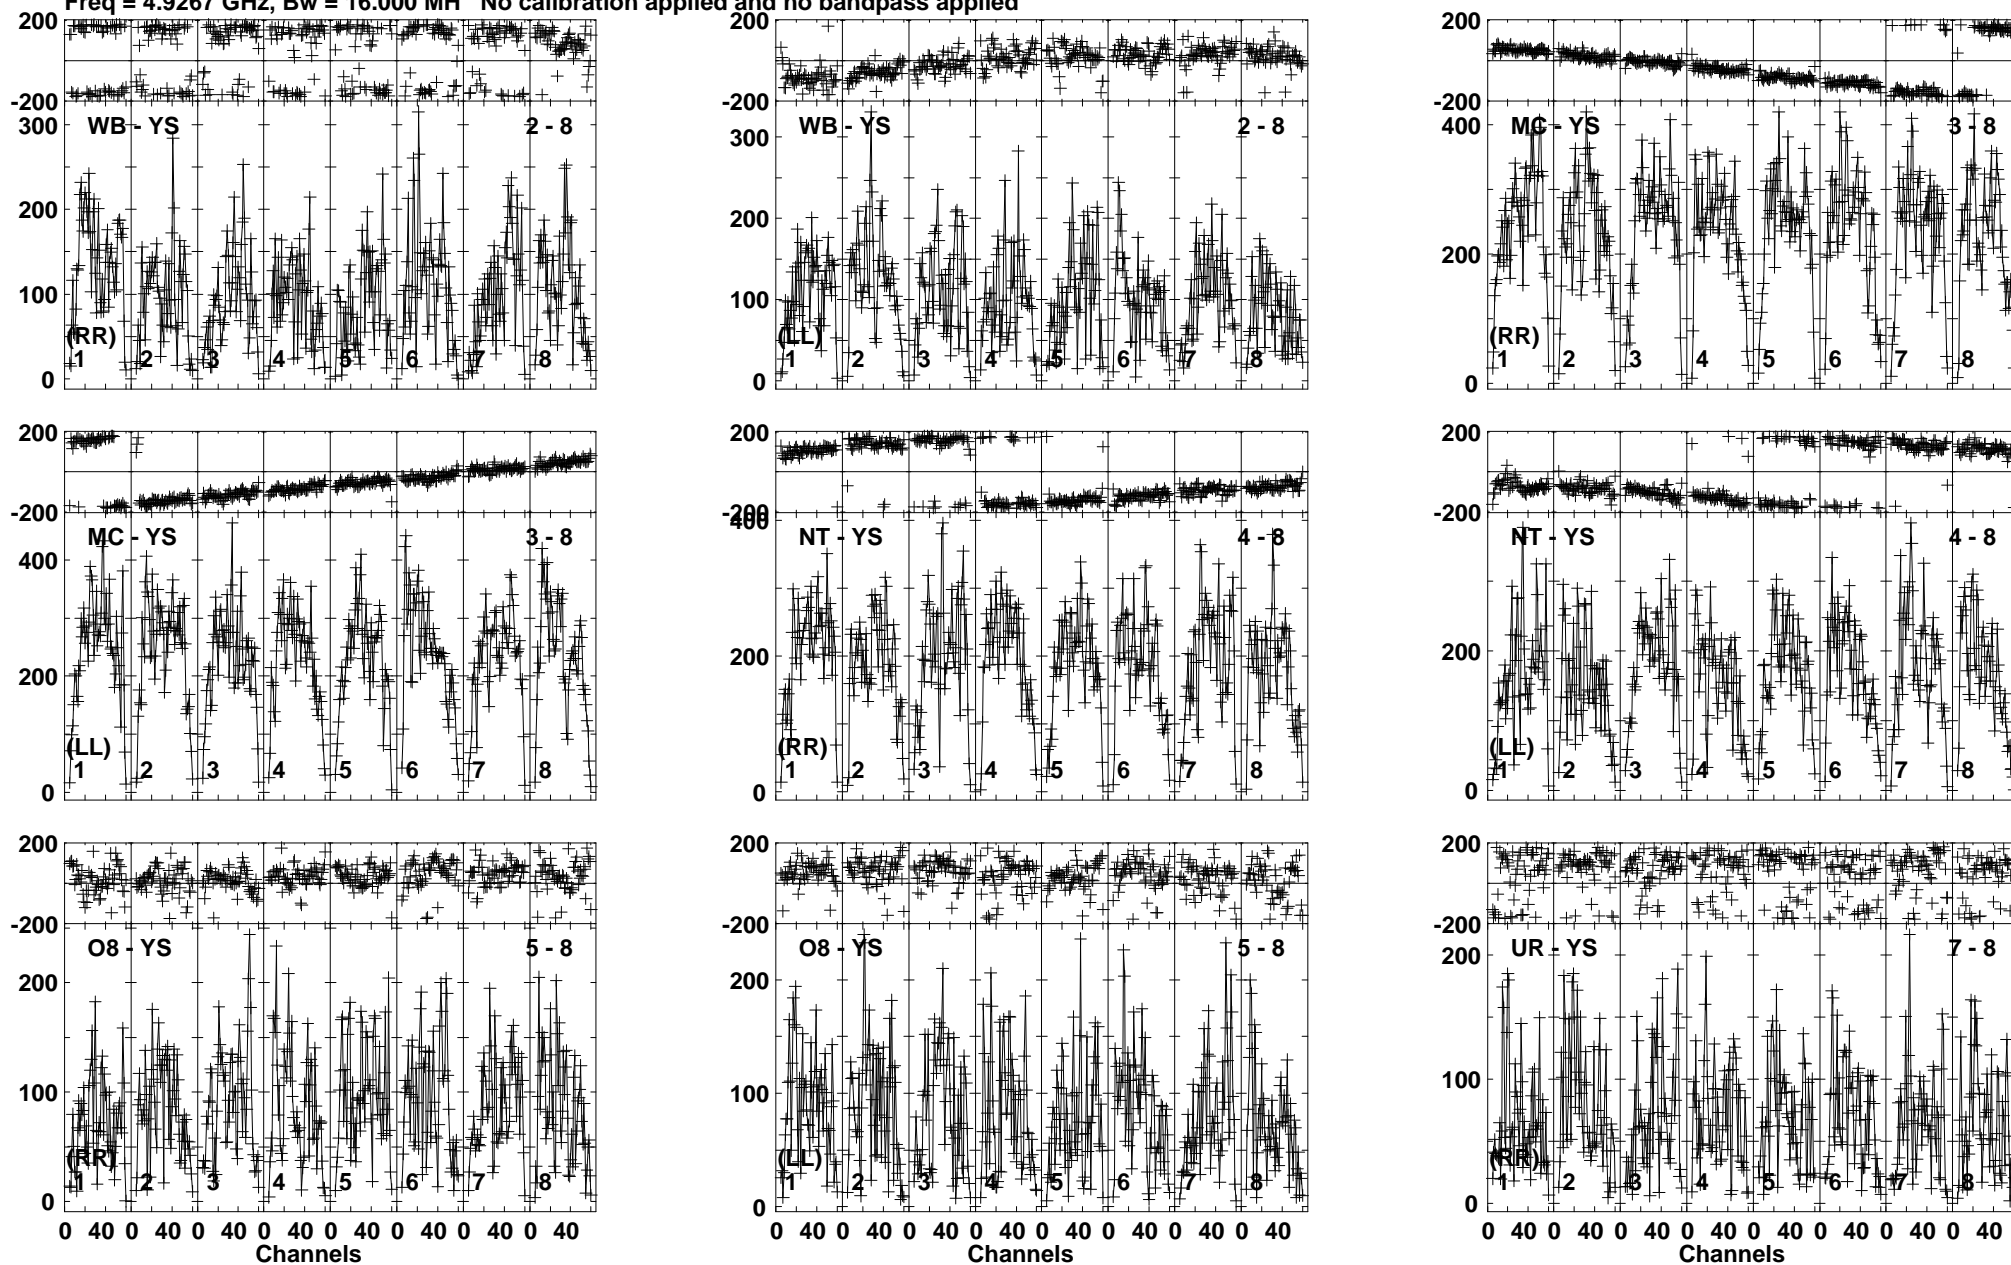 Freq = 4.9267 GHz, Bw = 16.000 MH No calibration applied and no bandpass applied
200 200 200
-200 -200 -200
WB - YS 2 - 8 WB - YS 2 - 8 MC - YS 3 - 8
300 300 400
200 200 200
100 100
(RR) (LL) (RR)
1 2 3 4 5 6 7 8 1 2 3 4 5 6 7 8 1 2 3 4 5 6 7 8
0 0 0
200 200 200
-200 -200 -200
400
MC - YS 3 - 8 NT - YS 4 - 8 NT - YS 4 - 8
400
200 200 200
(LL) (RR) (LL)
1 2 3 4 5 6 7 8 1 2 3 4 5 6 7 8 1 2 3 4 5 6 7 8
0 0 0
200 200 200
-200 -200 -200
O8 - YS 5 - 8 O8 - YS 5 - 8 UR - YS 7 - 8
200 200 200
100 100 100
(RR) (LL) (RR)
1 2 3 4 5 6 7 8 1 2 3 4 5 6 7 8 1 2 3 4 5 6 7 8
0 0 0
0 40 0 40 0 40 0 40 0 40 0 40 0 40 0 40 0 40 0 40 0 40 0 40 0 40 0 40 0 40 0 40 0 40 0 40 0 40 0 40 0 40 0 40 0 40 0 40
Channels Channels Channels